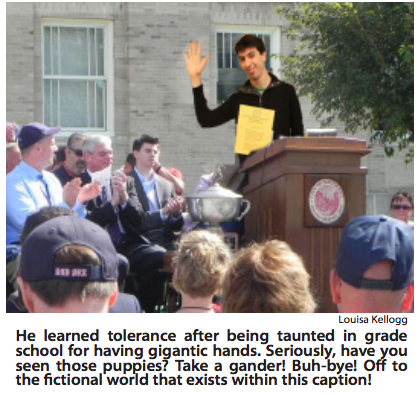 Louisa Kellogg
He learned tolerance after being taunted in grade
school for having gigantic hands. Seriously, have you
seen those puppies? Take a gander! Buh-bye! Off to
the fictional world that exists within this caption!